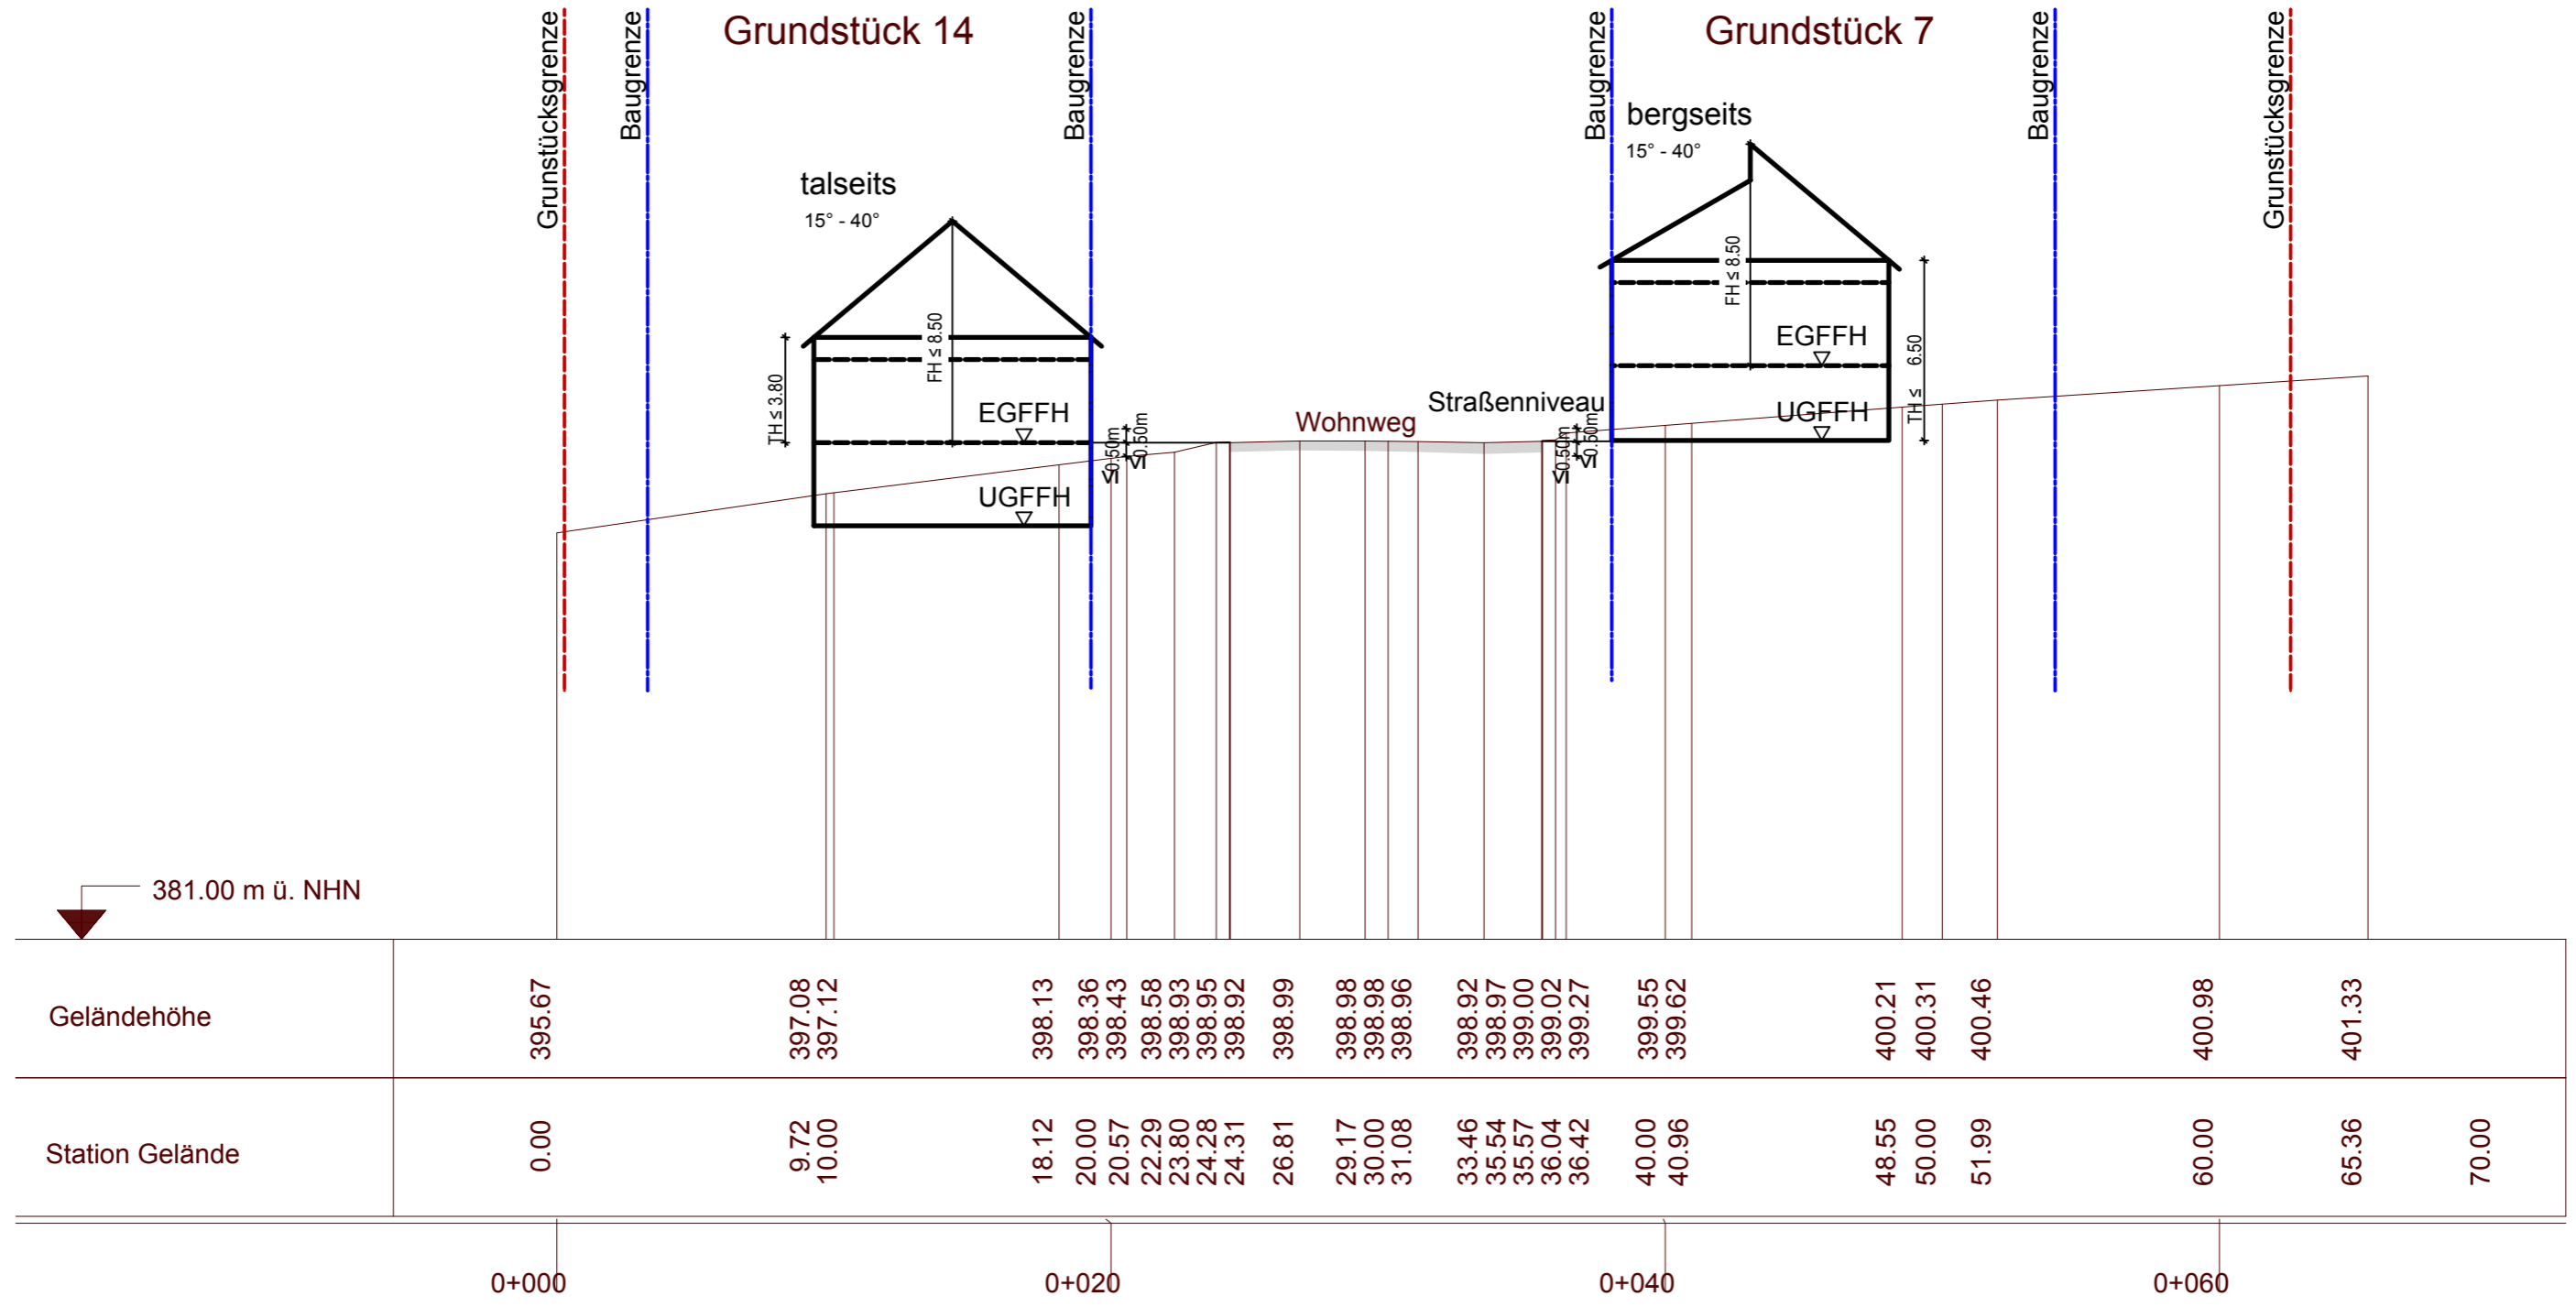 Grunstücksgrenze
Baugrenze
Grundstück 14
Baugrenze
Baugrenze
Grundstück 7
Baugrenze
Grunstücksgrenze
bergseits
15° - 40°
talseits
15° - 40°
FH ≤ 8.50
TH ≤ 3.80
EGFFH
UGFFH
≤ 0.50m
≤ 0.50m
Wohnweg
Straßenniveau
≤ 0.50m
≤ 0.50m
FH ≤ 8.50
EGFFH
UGFFH
TH ≤ 6.50
381.00 m ü. NHN
Geländehöhe
395.67
397.08
397.12
398.13
398.36
398.43
398.58
398.93
398.95
398.92
398.99
398.98
398.98
398.96
398.92
398.97
399.00
399.02
399.27
399.55
399.62
400.21
400.31
400.46
400.98
401.33
Station Gelände
0.00
9.72
10.00
18.12
20.00
20.57
22.29
23.80
24.28
24.31
26.81
29.17
30.00
31.08
33.46
35.54
35.57
36.04
36.42
40.00
40.96
48.55
50.00
51.99
60.00
65.36
70.00
0+000
0+020
0+040
0+060